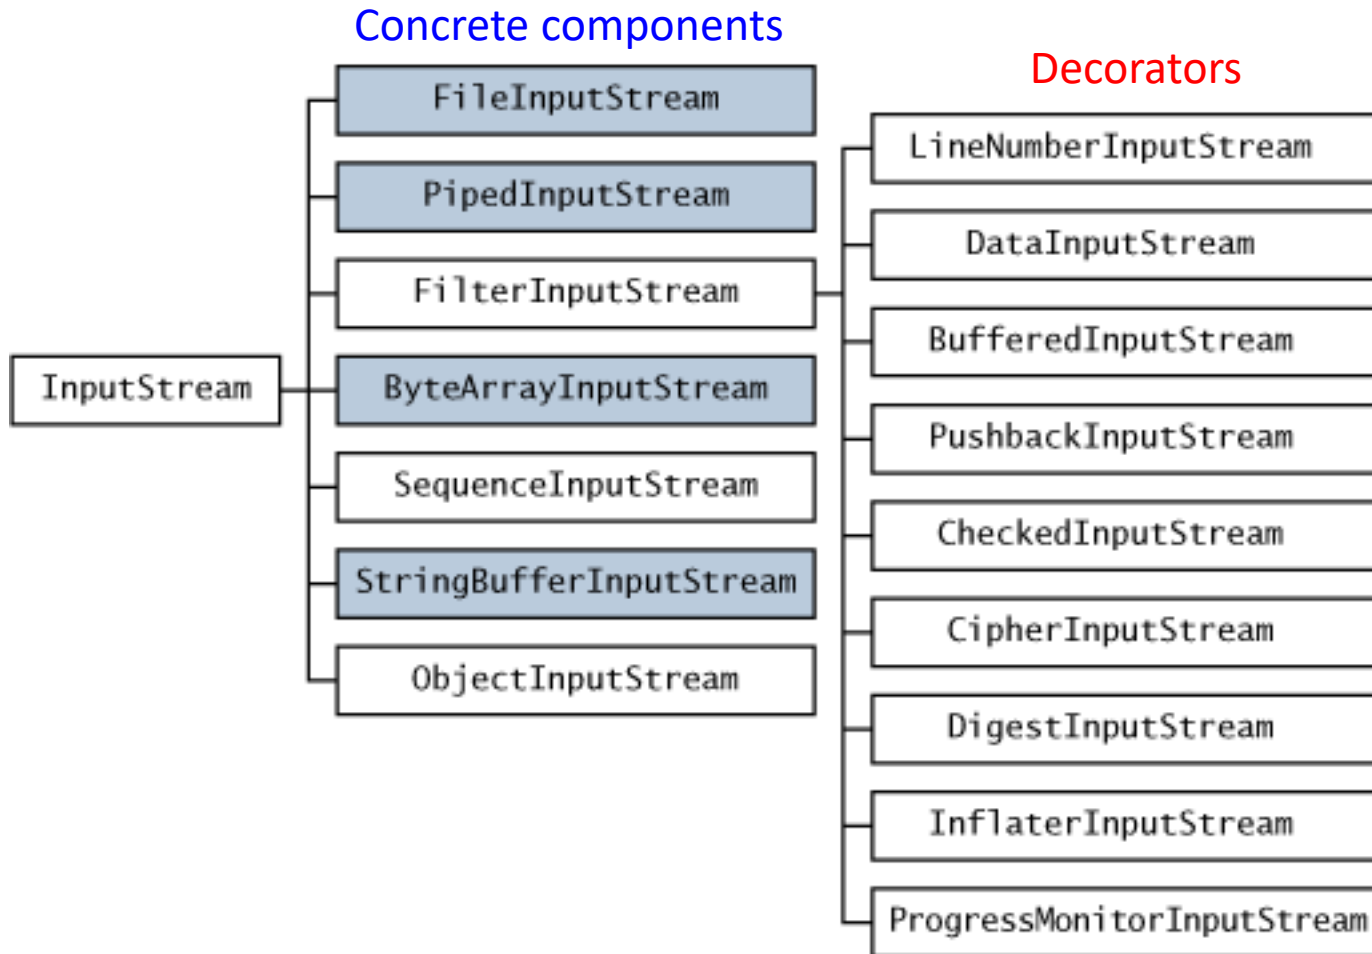 Concrete components
Decorators
InputStream
FileInputStream
PipedInputStream
FilterInputStream
ByteArrayInputStream
SequenceInputStream
StringBufferInputStream
ObjectInputStream
LineNumberInputStream
DataInputStream
BufferedInputStream
PushbackInputStream
CheckedInputStream
CipherInputStream
DigestInputStream
InflaterInputStream
ProgressMonitorInputStream